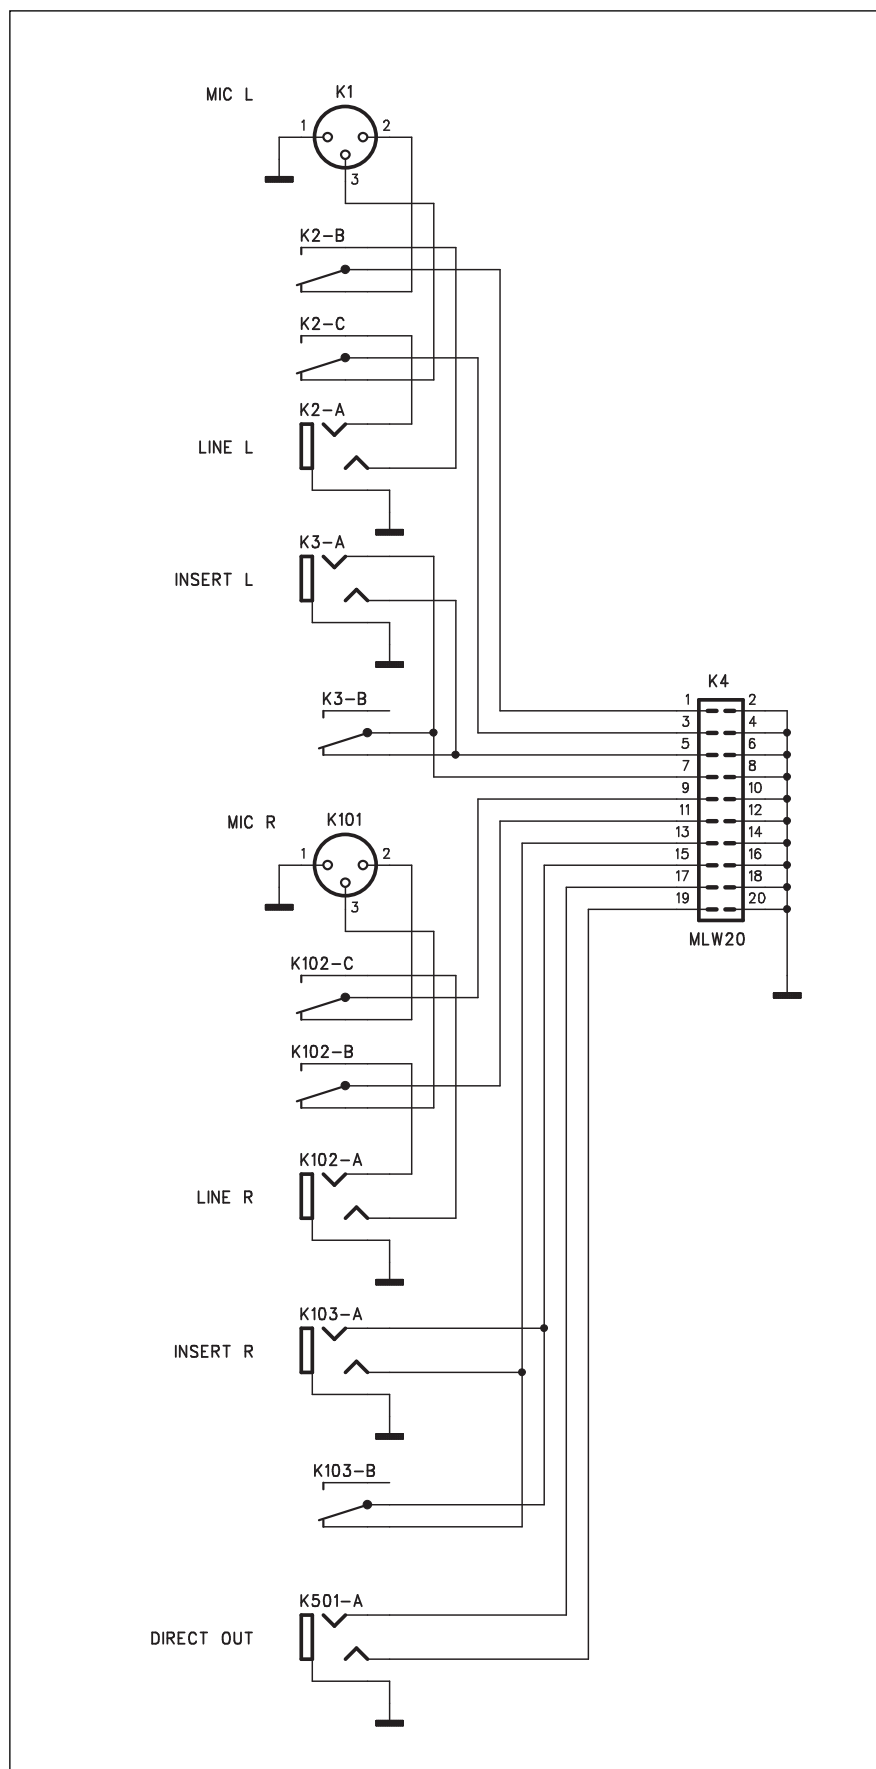 MIC L
K1
1
2
3
K2-B
K2-C
K2-A
LINE L
K3-A
INSERT L
K3-B
K4
1 2
3 4
5 6
7 8
9 10
11 12
13 14
15 16
17 18
19 20
MLW20
MIC R
K101
1
2
3
K102-C
K102-B
K102-A
LINE R
K103-A
INSERT R
K103-B
K501-A
DIRECT OUT